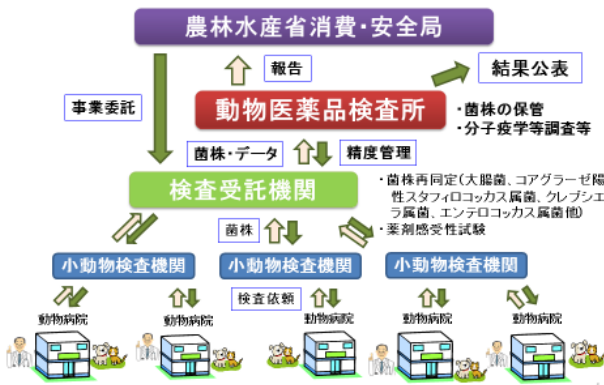 農林水産省消費・安全局
報告
結果公表
事業委託
動物医薬品検査所
・菌株の保管
・分子疫学等調査等
菌株・データ
精度管理
検査受託機関
・菌株再同定(大腸菌、コアグラーゼ陽
性スタフィロコッカス属菌、クレブシエ
ラ属菌、エンテロコッカス属菌他)
・薬剤感受性試験
菌株
小動物検査機関
小動物検査機関
小動物検査機関
検査依頼
動物病院
動物病院
動物病院
動物病院
動物病院